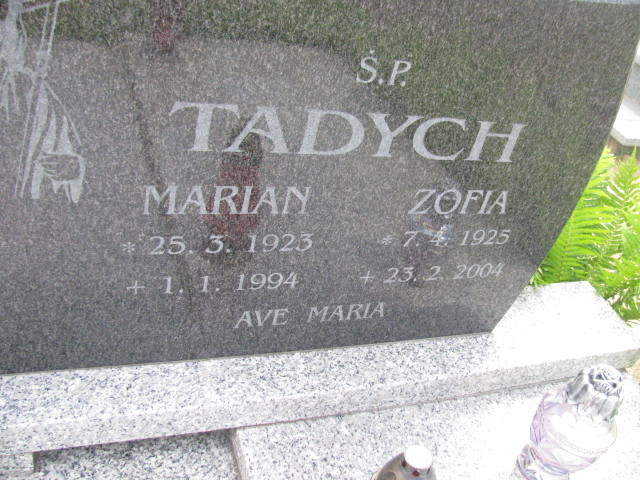 Ś.P.
TADYCH
MARIAN ZOFIA
* 25. 3. 1923 * 7. 4. 1925
+ 1. 1. 1994 + 23. 2. 2004
AVE MARIA